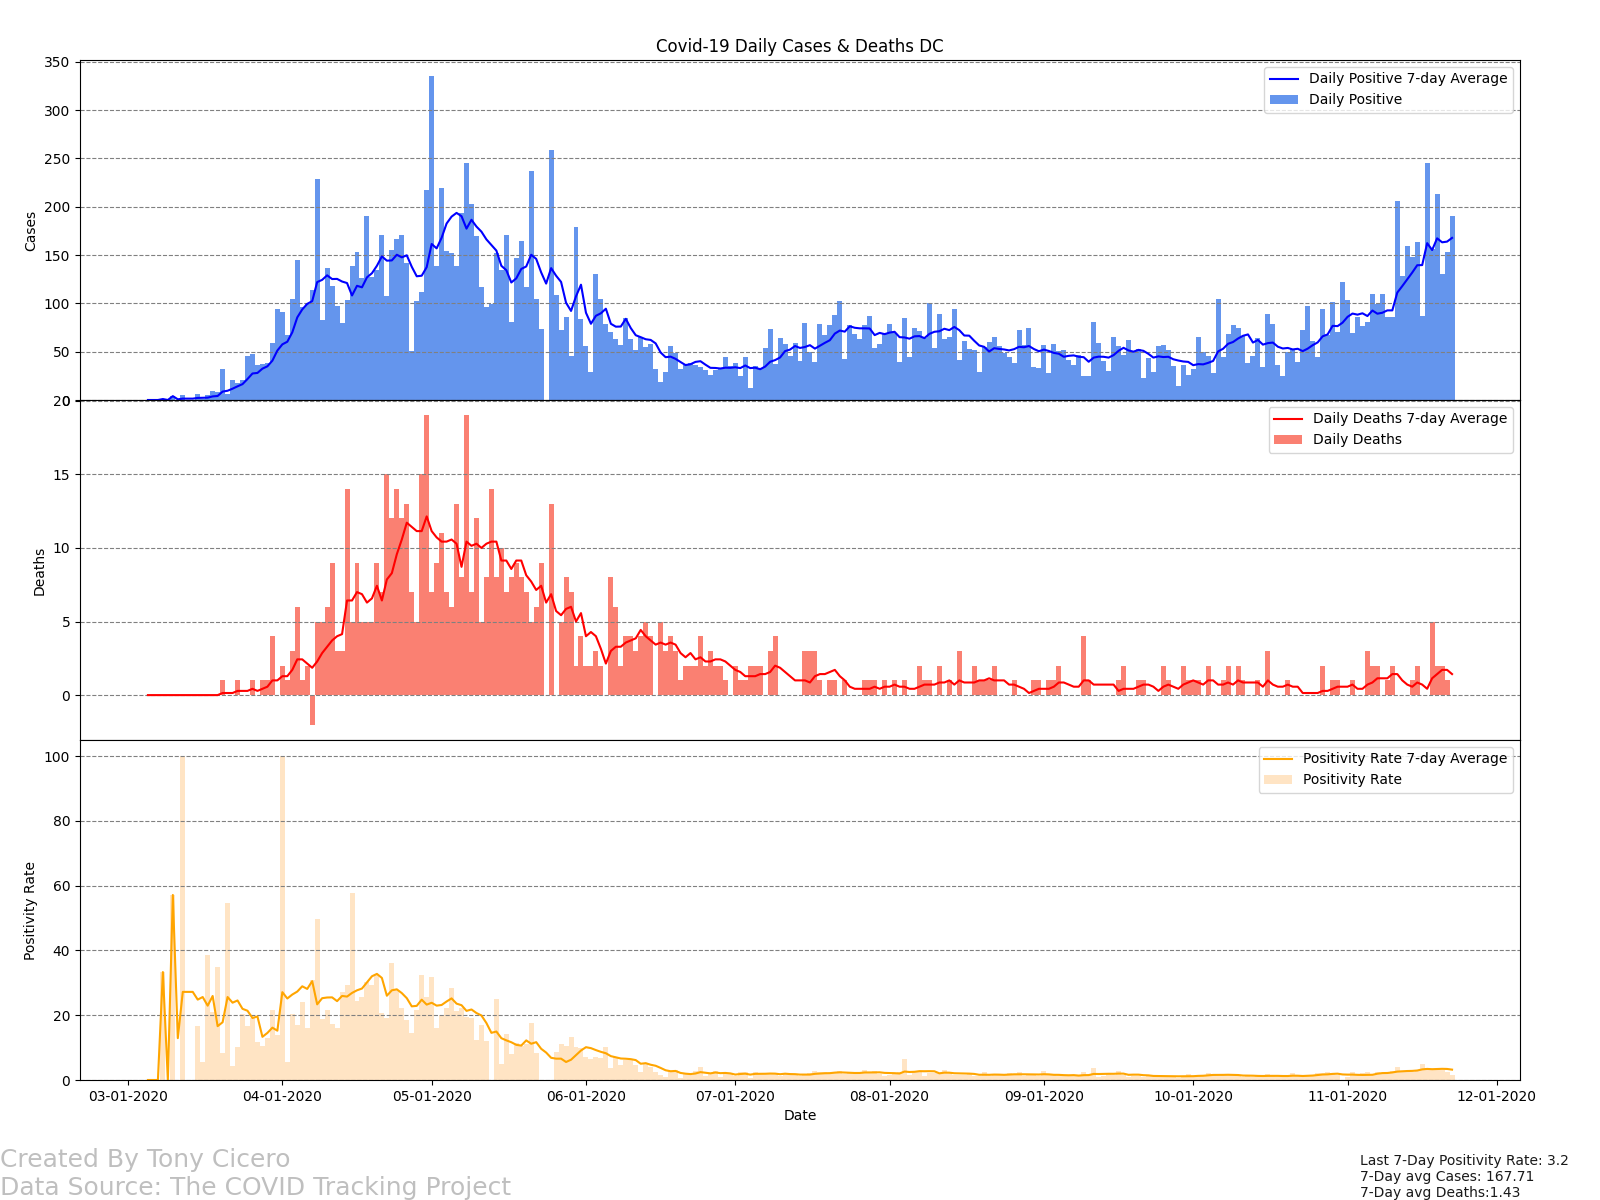 Covid-19 Daily Cases & Deaths DC
350
300
250
200
150
100
50
0
Cases
Daily Positive 7-day Average
Daily Positive
20
15
10
5
0
Deaths
Daily Deaths 7-day Average
Daily Deaths
100
80
60
40
20
0
Positivity Rate
Positivity Rate 7-day Average
Positivity Rate
03-01-2020 04-01-2020 05-01-2020 06-01-2020 07-01-2020 08-01-2020 09-01-2020 10-01-2020 11-01-2020 12-01-2020
Date
Created By Tony Cicero
Data Source: The COVID Tracking Project
Last 7-Day Positivity Rate: 3.2
7-Day avg Cases: 167.71
7-Day avg Deaths:1.43